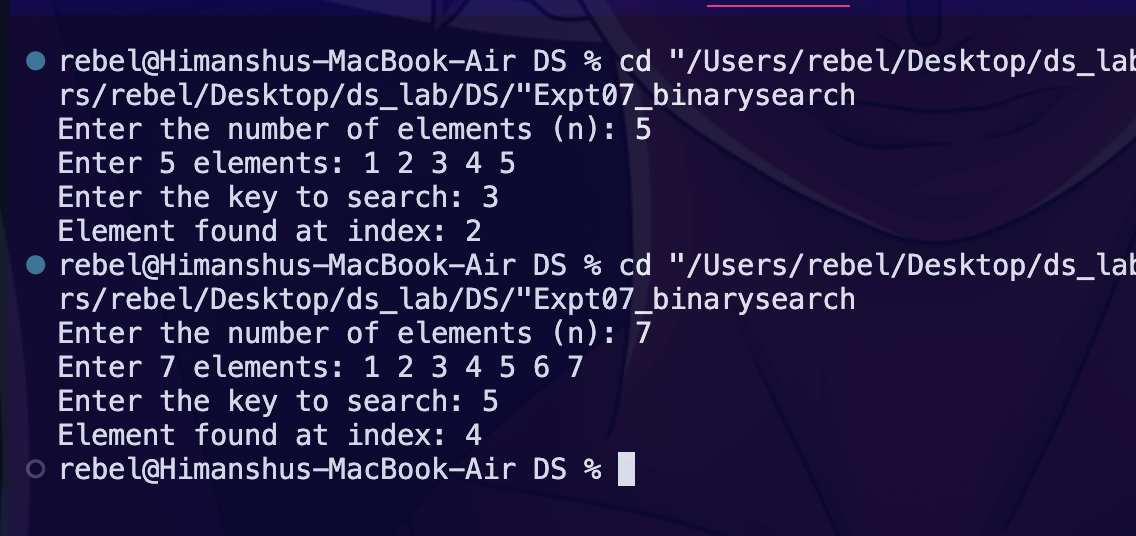 rebel@Himanshus-MacBook-Air DS % cd "/Users/rebel/Desktop/ds_lab
rs/rebel/Desktop/ds_lab/DS/"Expt07_binarysearch
Enter the number of elements (n): 5
Enter 5 elements: 1 2 3 4 5
Enter the key to search: 3
Element found at index: 2
rebel@Himanshus-MacBook-Air DS % cd "/Users/rebel/Desktop/ds_lab
rs/rebel/Desktop/ds_lab/DS/"Expt07_binarysearch
Enter the number of elements (n): 7
Enter 7 elements: 1 2 3 4 5 6 7
Enter the key to search: 5
Element found at index: 4
rebel@Himanshus-MacBook-Air DS %